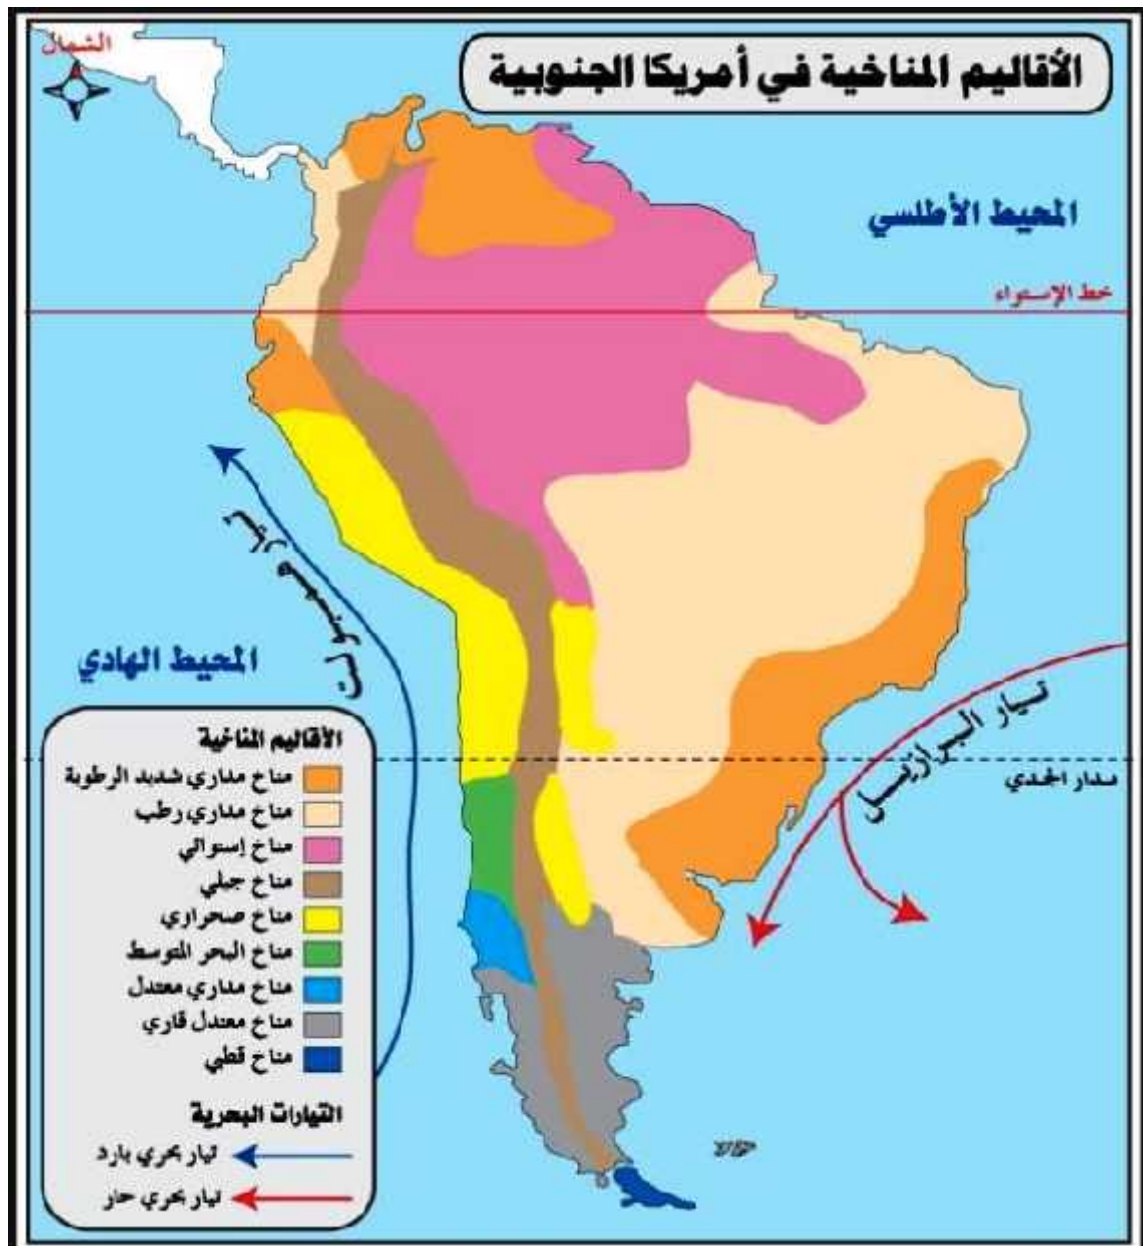 الأقاليم المناخية في أمريكا الجنوبية
الشمال
المحيط الأطلسي
خط الإستواء
تيار همبولت
المحيط الهادي
تيار البرازيل
مدار الجدي
الأقاليم المناخية
مناخ مداري شديد الرطوبة
مناخ مداري رطب
مناخ إستوائي
مناخ جبلي
مناخ صحراوي
مناخ البحر المتوسط
مناخ مداري معتدل
مناخ معتدل قاري
مناخ قطبي
التيارات البحرية
تيار بحري بارد
تيار بحري حار